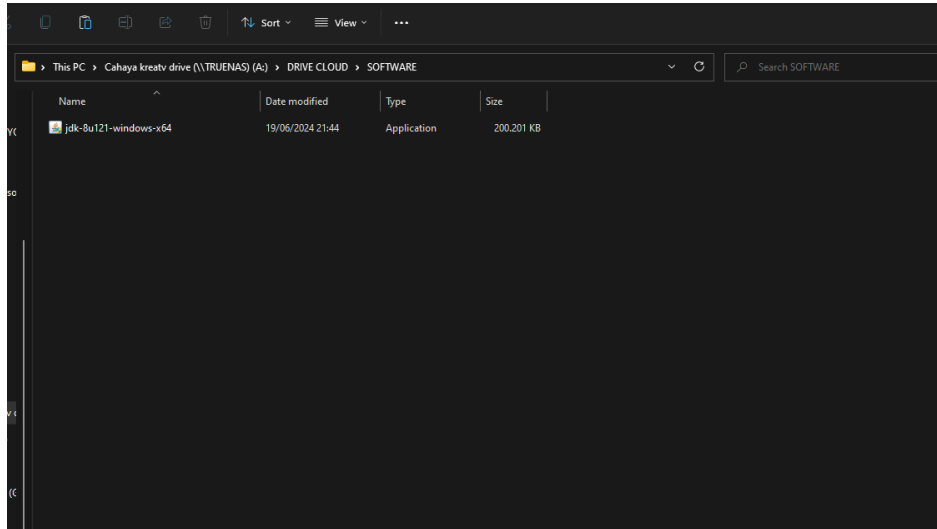 Sort View ...
This PC > Cahaya kreatv drive (\\TRUENAS) (A:) > DRIVE CLOUD > SOFTWARE Search SOFTWARE
Name Date modified Type Size
jdk-8u121-windows-x64 19/06/2024 21:44 Application 200.201 KB
so